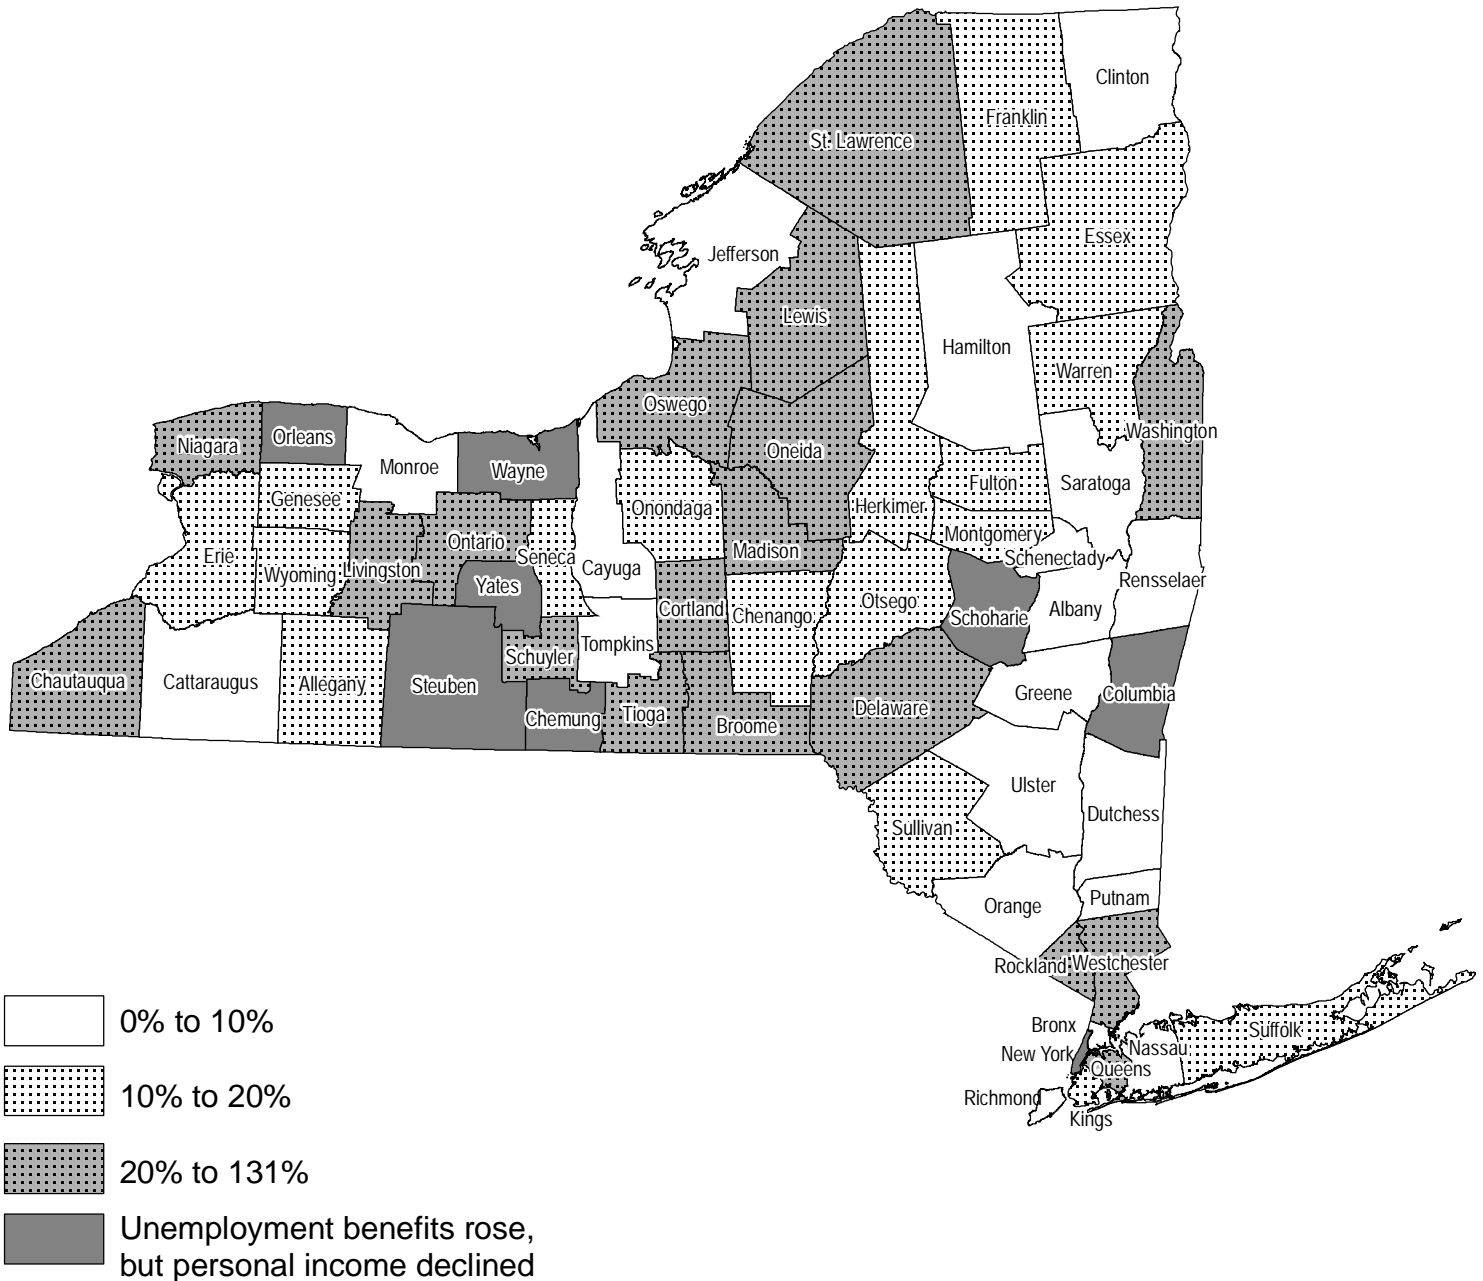 Clinton
Franklin
St. Lawrence
Essex
Jefferson
Lewis
Hamilton
Warren
Oswego
Washington
Orleans
Niagara
Oneida
Monroe
Wayne
Fulton
Saratoga
Genesee
Herkimer
Onondaga
Montgomery
Ontario
Madison
Erie
Seneca
Schenectady
Cayuga
Livingston
Wyoming
Rensselaer
Yates
Otsego
Cortland
Albany
Chenango
Schoharie
Tompkins
Schuyler
Chautauqua
Cattaraugus
Allegany
Steuben
Greene
Columbia
Delaware
Tioga
Chemung
Broome
Ulster
Dutchess
Sullivan
Putnam
Orange
Rockland
Westchester
Bronx
Suffolk
New York
Nassau
Queens
Richmond
Kings
0% to 10%
10% to 20%
20% to 131%
Unemployment benefits rose,
but personal income declined